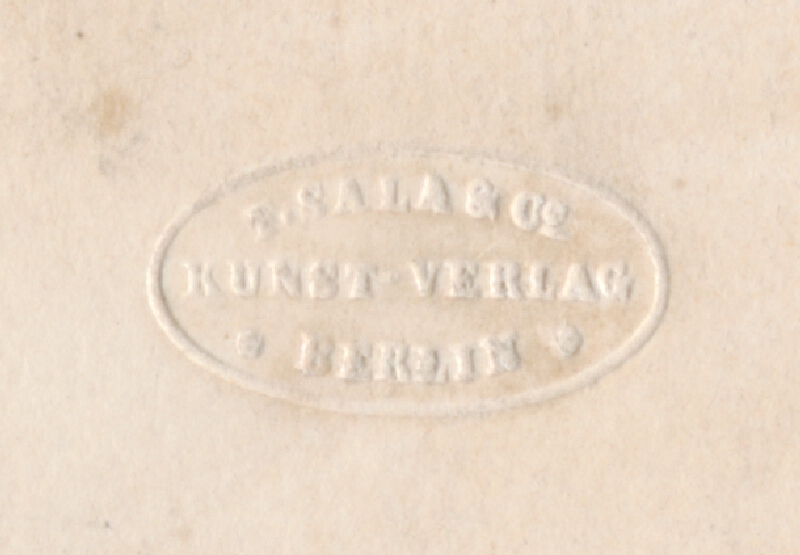 F. SALA & Cº
KUNST-VERLAG
BERLIN